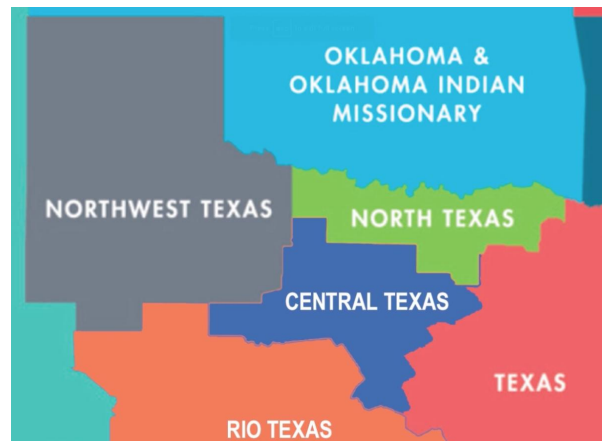 OKLAHOMA &
OKLAHOMA INDIAN
MISSIONARY
NORTHWEST TEXAS
NORTH TEXAS
CENTRAL TEXAS
TEXAS
RIO TEXAS